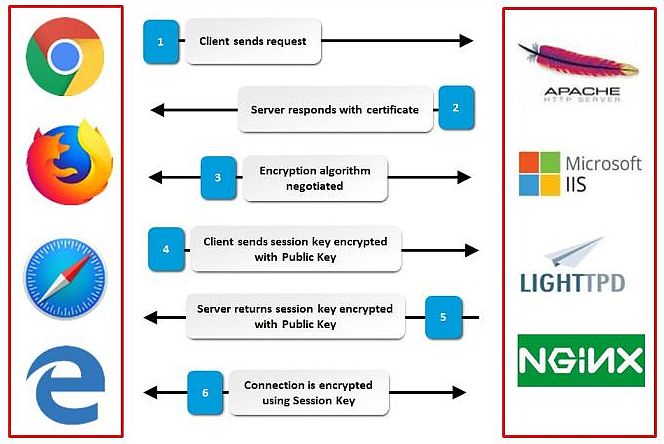 1
Client sends request
APACHE
HTTP SERVER
Server responds with certificate
2
3
Encryption algorithm
negotiated
Microsoft
IIS
4
Client sends session key encrypted
with Public Key
LIGHTTPD
Server returns session key encrypted
with Public Key
5
NGINX
6
Connection is encrypted
using Session Key